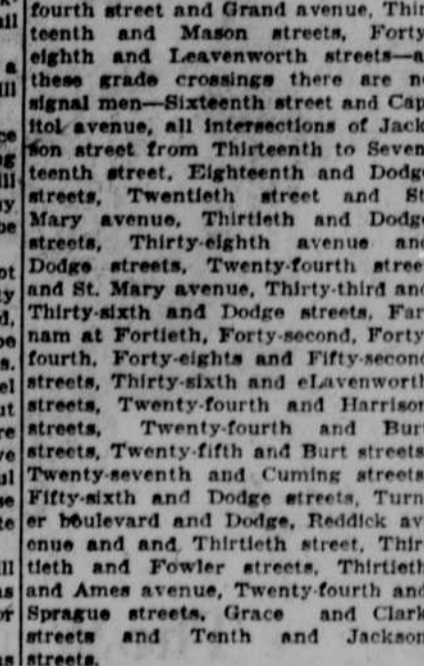 fourth street and Grand avenue, Thir
teenth and Mason streets, Forty
eighth and Leavenworth streets—a
these grade crossings there are n
signal men—Sixteenth street and Cap
itol avenue, all intersections of Jack
son street from Thirteenth to Seven
teenth street, Eighteenth and Dodge
streets, Twentieth street and St
Mary avenue, Thirtieth and Dodge
streets, Thirty-eighth avenue and
Dodge streets, Twenty-fourth stree
and St. Mary avenue, Thirty-third and
Thirty-sixth and Dodge streets, Far
nam at Fortieth, Forty-second, Forty
fourth, Forty-eights and Fifty-second
streets, Thirty-sixth and eLavenworth
streets, Twenty-fourth and Harrison
streets, Twenty-fourth and Burt
streets, Twenty-fifth and Burt streets
Twenty-seventh and Cuming streets
Fifty-sixth and Dodge streets, Turn
er boulevard and Dodge, Reddick av
enue and and Thirtieth street, Thir
tieth and Fowler streets, Thirtieth
and Ames avenue, Twenty-fourth and
Sprague streets, Grace and Clark
streets and Tenth and Jackson
streets.